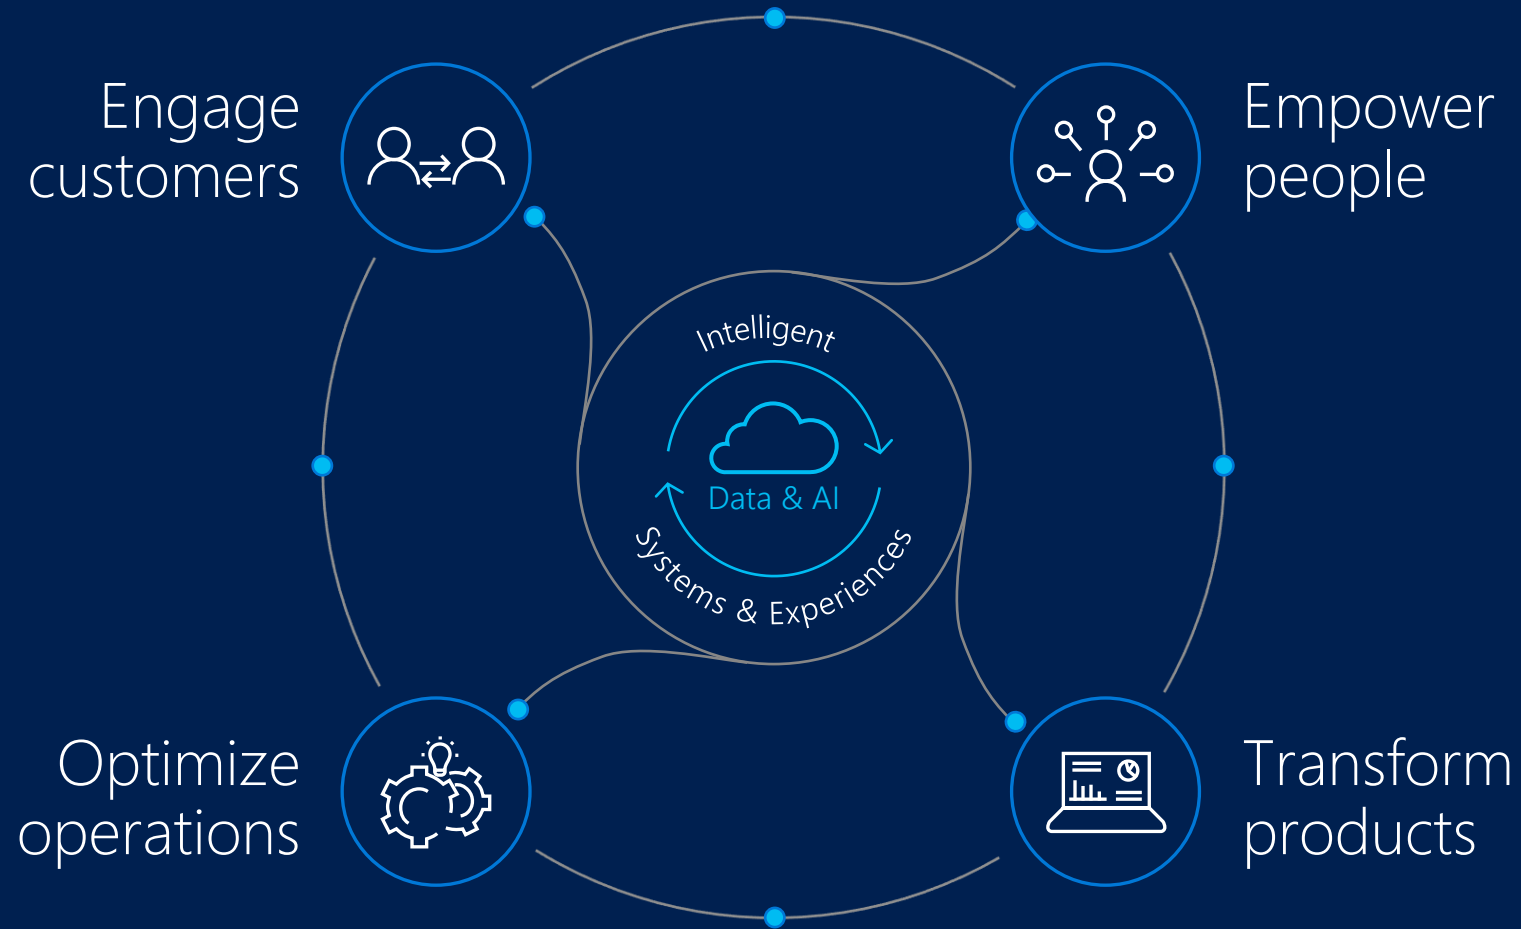 Engage
customers
Empower
people
Intelligent
Data & AI
Systems & Experiences
Optimize
operations
Transform
products